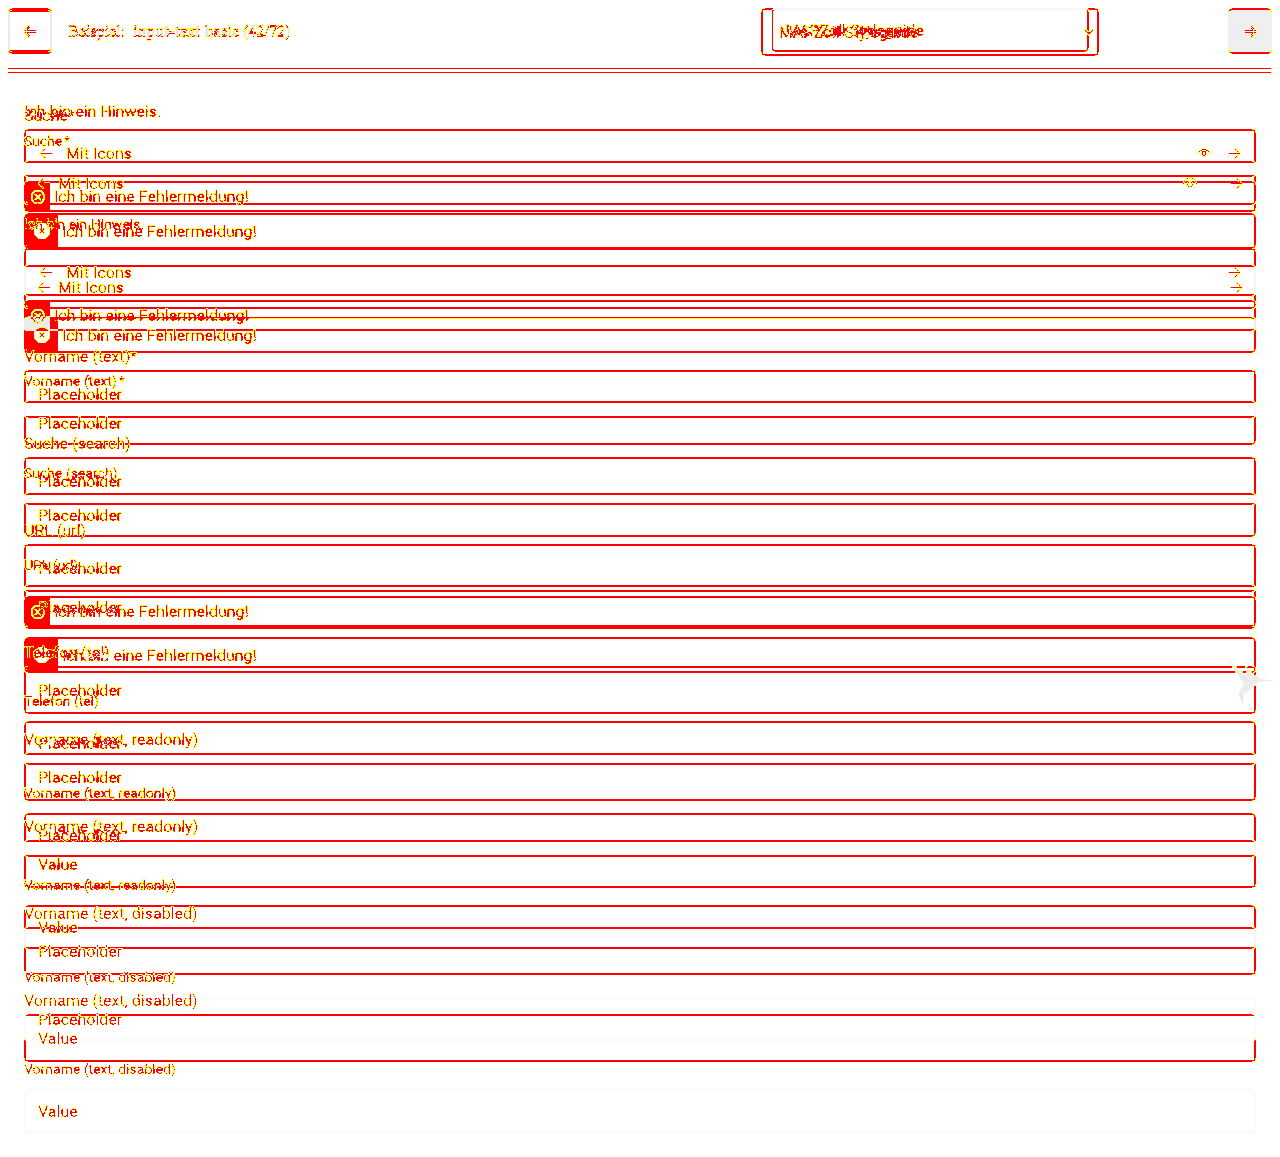 Beispiel: input-text basic (42/72)
Ich bin ein Hinweis.
Suche*
Suche*
Mit Icons
Mit Icons
Ich bin eine Fehlermeldung!
Ich bin ein Hinweis.
Ich bin eine Fehlermeldung!
Mit Icons
Mit Icons
Ich bin eine Fehlermeldung!
Ich bin eine Fehlermeldung!
Vorname (text)*
Vorname (text)*
Placeholder
Placeholder
Suche (search)
Suche (search)
Placeholder
Placeholder
URL (url)
URL (url)
Placeholder
Placeholder
Ich bin eine Fehlermeldung!
Telefon (tel)
Ich bin eine Fehlermeldung!
Placeholder
Telefon (tel)
Vorname (text, readonly)
Placeholder
Placeholder
Vorname (text, readonly)
Vorname (text, readonly)
Placeholder
Value
Vorname (text, readonly)
Vorname (text, disabled)
Value
Placeholder
Vorname (text, disabled)
Vorname (text, disabled)
Placeholder
Value
Vorname (text, disabled)
Value